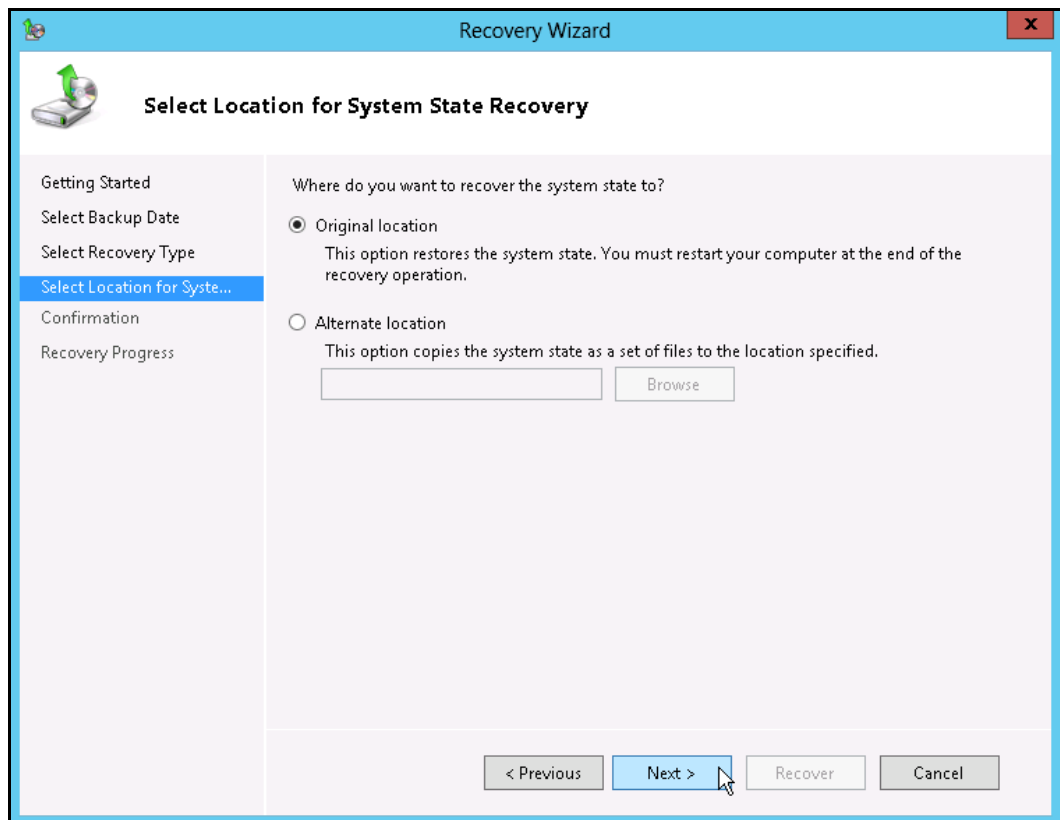 Recovery Wizard
x
Select Location for System State Recovery
Getting Started
Select Backup Date
Select Recovery Type
Select Location for Syste...
Confirmation
Recovery Progress
Where do you want to recover the system state to?
Original location
This option restores the system state. You must restart your computer at the end of the
recovery operation.
Alternate location
This option copies the system state as a set of files to the location specified.
Browse
< Previous
Next >
Recover
Cancel